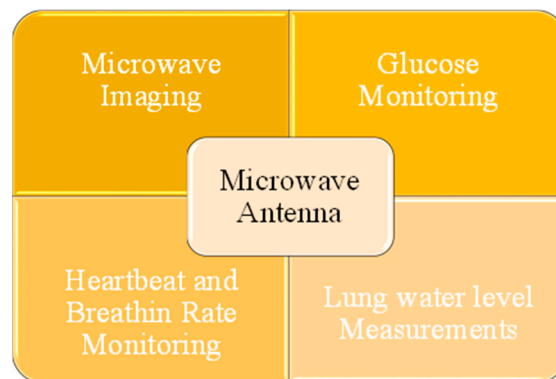 Microwave
Imaging
Glucose
Monitoring
Microwave
Antenna
Heartbeat and
Breathin Rate
Monitoring
Lung water level
Measurements